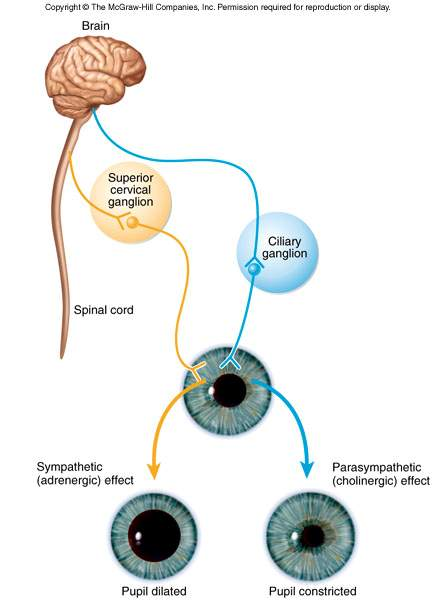 Copyright © The McGraw-Hill Companies, Inc. Permission required for reproduction or display.
Brain
Superior
cervical
ganglion
Ciliary
ganglion
Spinal cord
Sympathetic
(adrenergic) effect
Parasympathetic
(cholinergic) effect
Pupil dilated
Pupil constricted